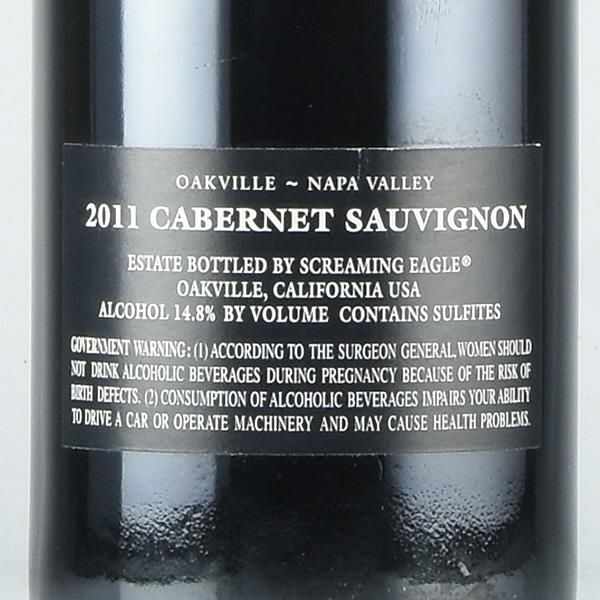 OAKVILLE ~ NAPA VALLEY
2011 CABERNET SAUVIGNON
ESTATE BOTTLED BY SCREAMING EAGLE®
OAKVILLE, CALIFORNIA USA
ALCOHOL 14.8% BY VOLUME CONTAINS SULFITES
GOVERNMENT WARNING: (1) ACCORDING TO THE SURGEON GENERAL, WOMEN SHOULD
NOT DRINK ALCOHOLIC BEVERAGES DURING PREGNANCY BECAUSE OF THE RISK OF
BIRTH DEFECTS. (2) CONSUMPTION OF ALCOHOLIC BEVERAGES IMPAIRS YOUR ABILITY
TO DRIVE A CAR OR OPERATE MACHINERY AND MAY CAUSE HEALTH PROBLEMS.